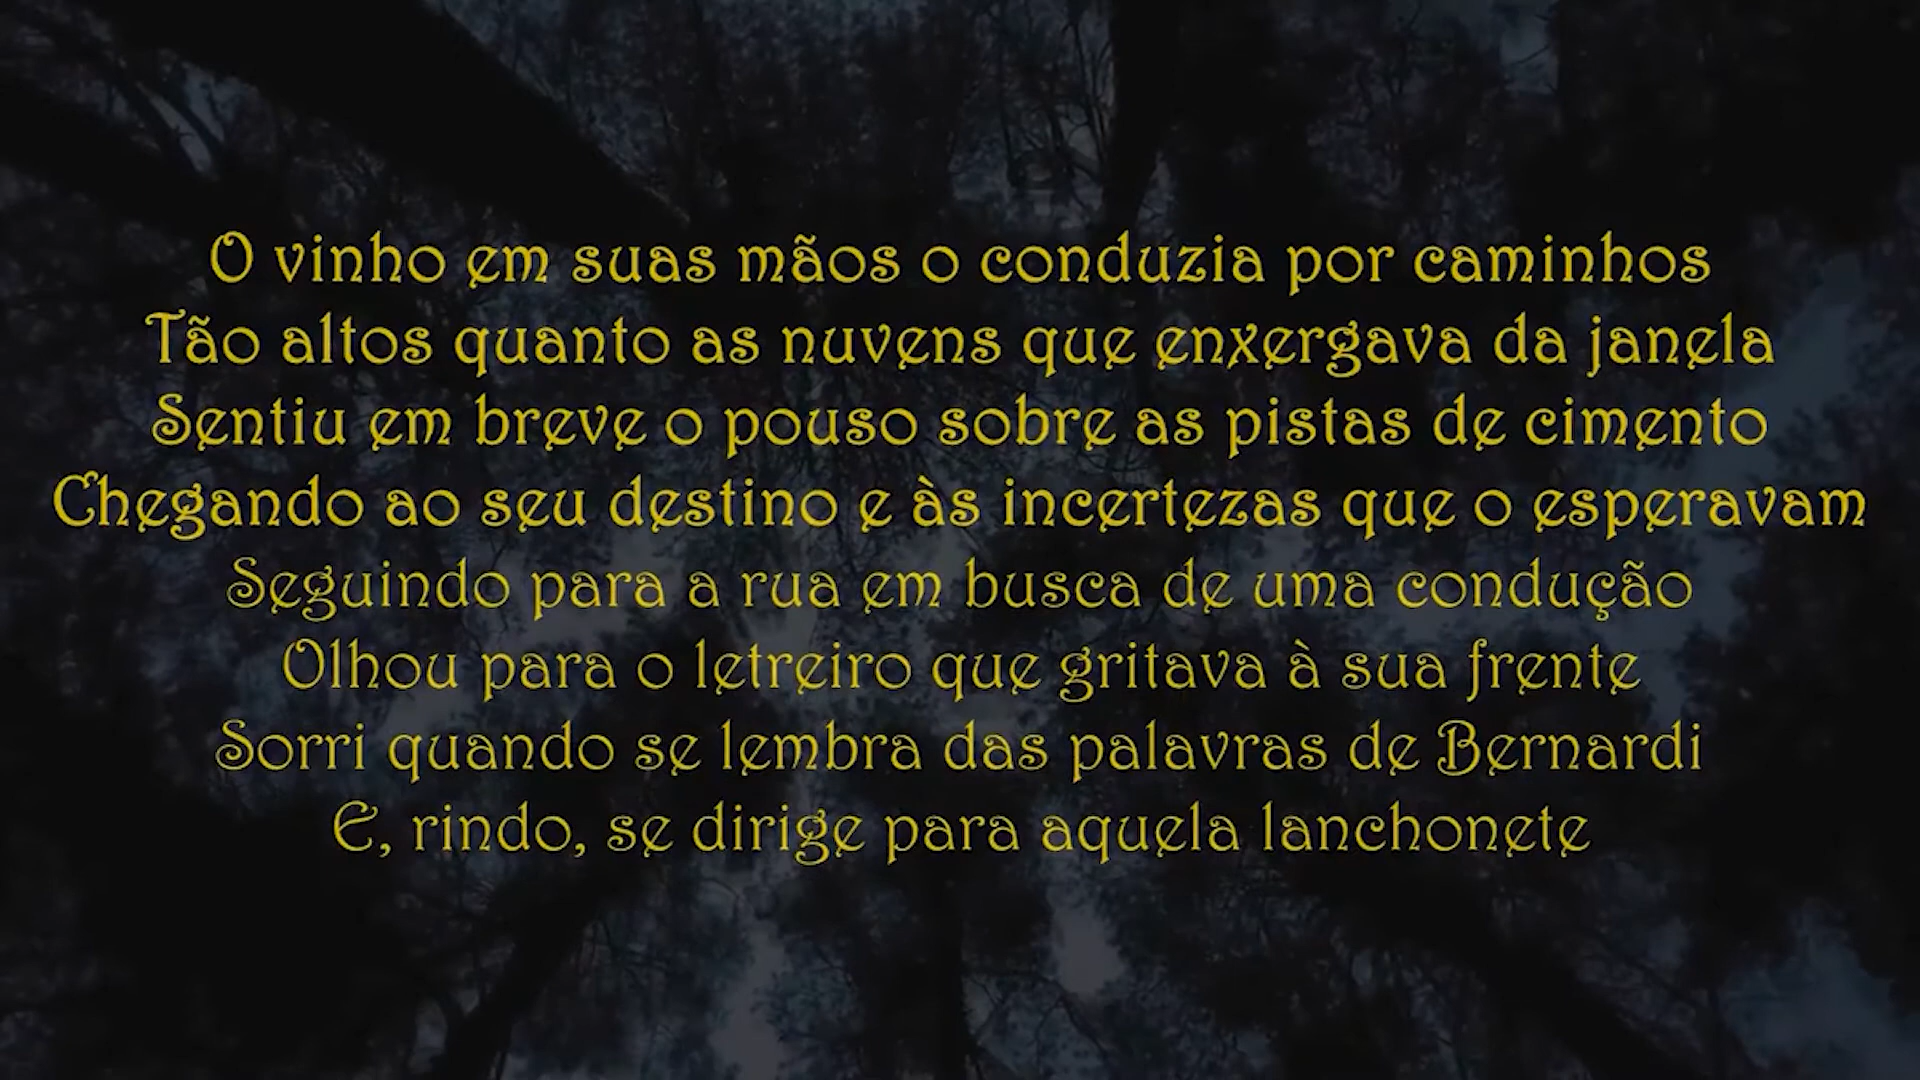 O vinho em suas mãos o conduzia por caminhos
Tão altos quanto as nuvens que enxergava da janela
Sentiu em breve o pouso sobre as pistas de cimento
Chegando ao seu destino e às incertezas que o esperavam
Seguindo para a rua em busca de uma condução
Olhou para o letreiro que gritava à sua frente
Sorri quando se lembra das palavras de Bernardi
E, rindo, se dirige para aquela lanchonete